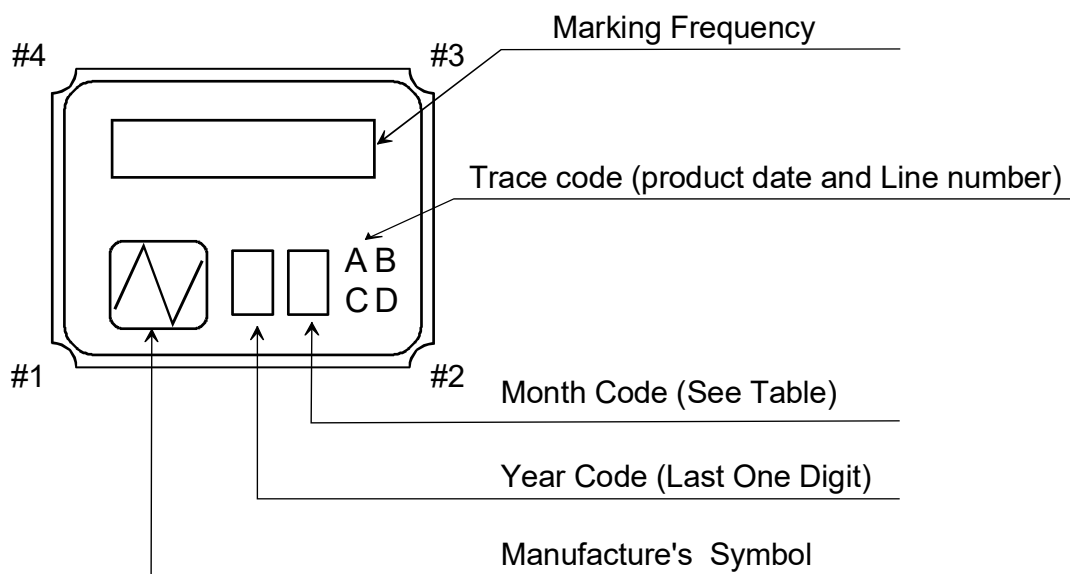 Marking Frequency
#4
#3
Trace code (product date and Line number)
A B
C D
#1
#2
Month Code (See Table)
Year Code (Last One Digit)
Manufacture's Symbol